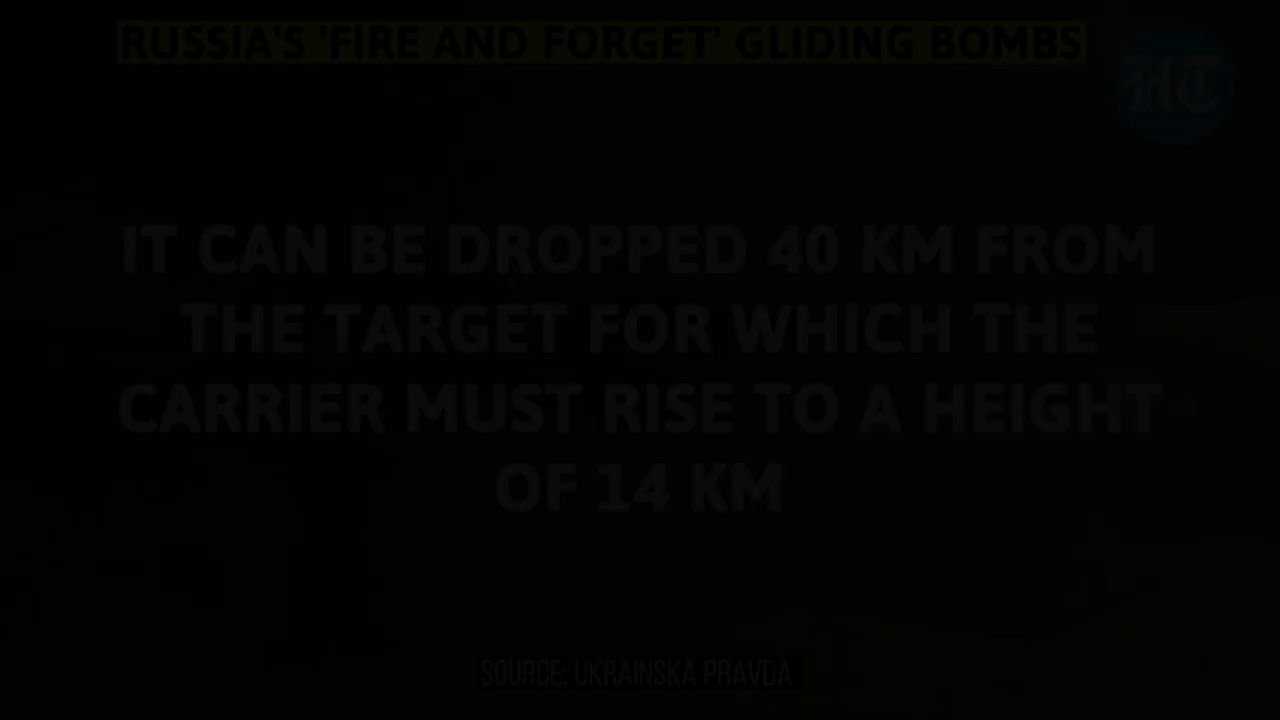 RUSSIA'S 'FIRE AND FORGET' GLIDING BOMBS
HT
IT CAN BE DROPPED 40 KM FROM
THE TARGET FOR WHICH THE
CARRIER MUST RISE TO A HEIGHT
OF 14 KM
SOURCE: UKRAINSKA PRAVDA